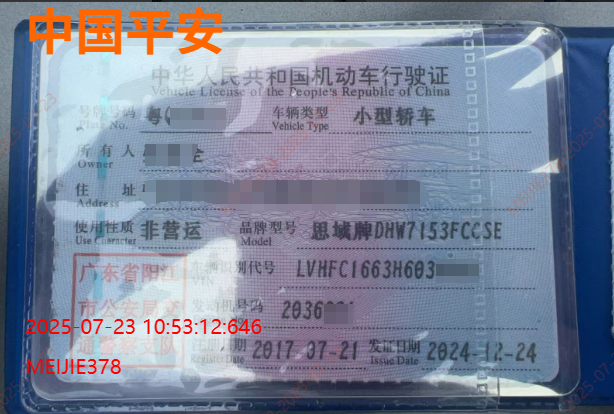 中国平安
中华人民共和国机动车行驶证
Vehicle License of the People's Republic of China
号牌号码 粤Q 车辆类型 小型轿车
Plate No. Vehicle Type
所有人
Owner
住址
Address
使用性质 非营运 品牌型号 思域牌DHW7153FCCSE
Use Character Model
广东省阳江 车辆识别代号 LVHFC1663H603
VIN
市公安局交 发动机号码 2036
2025-07-23 10:53:12:646
通警察支队 注册日期 2017-07-21 发证日期 2024-12-24
Register Date Issue Date
MEIJIE378